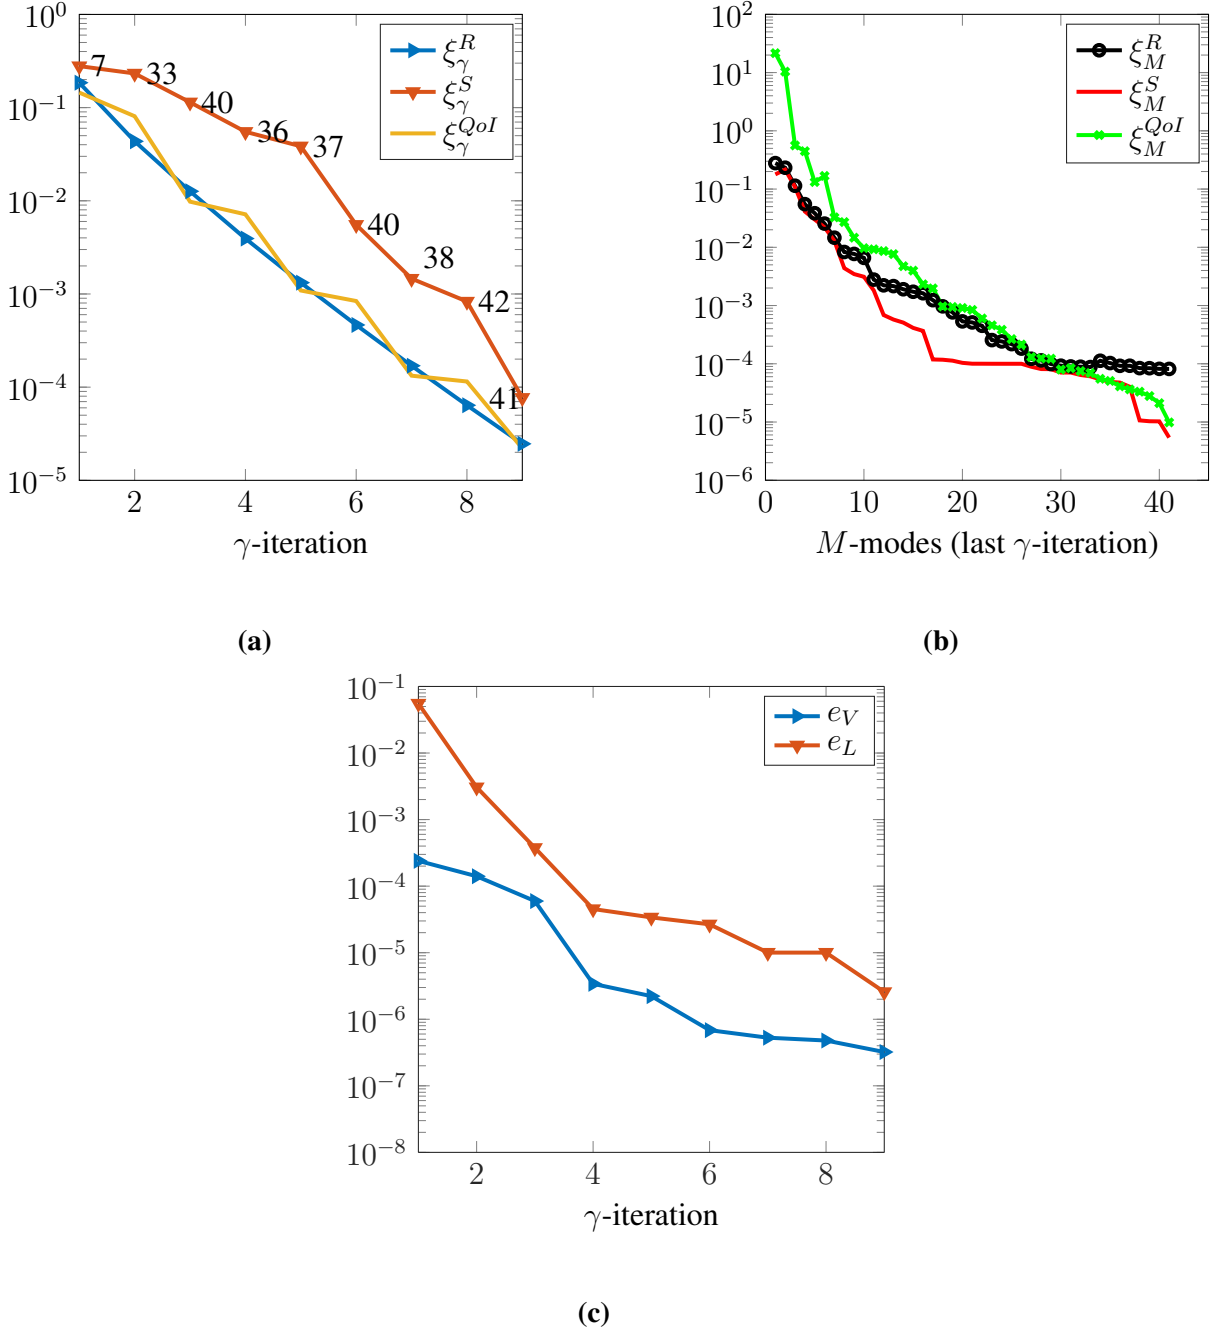 10^0
10^-1
10^-2
10^-3
10^-4
10^-5
7
33
40
36
37
40
38
42
41
ξ_γ^R
ξ_γ^S
ξ_γ^QoI
2 4 6 8
γ-iteration
(a)
10^2
10^1
10^0
10^-1
10^-2
10^-3
10^-4
10^-5
10^-6
ξ_M^R
ξ_M^S
ξ_M^QoI
0 10 20 30 40
M-modes (last γ-iteration)
(b)
10^-1
10^-2
10^-3
10^-4
10^-5
10^-6
10^-7
10^-8
e_V
e_L
2 4 6 8
γ-iteration
(c)